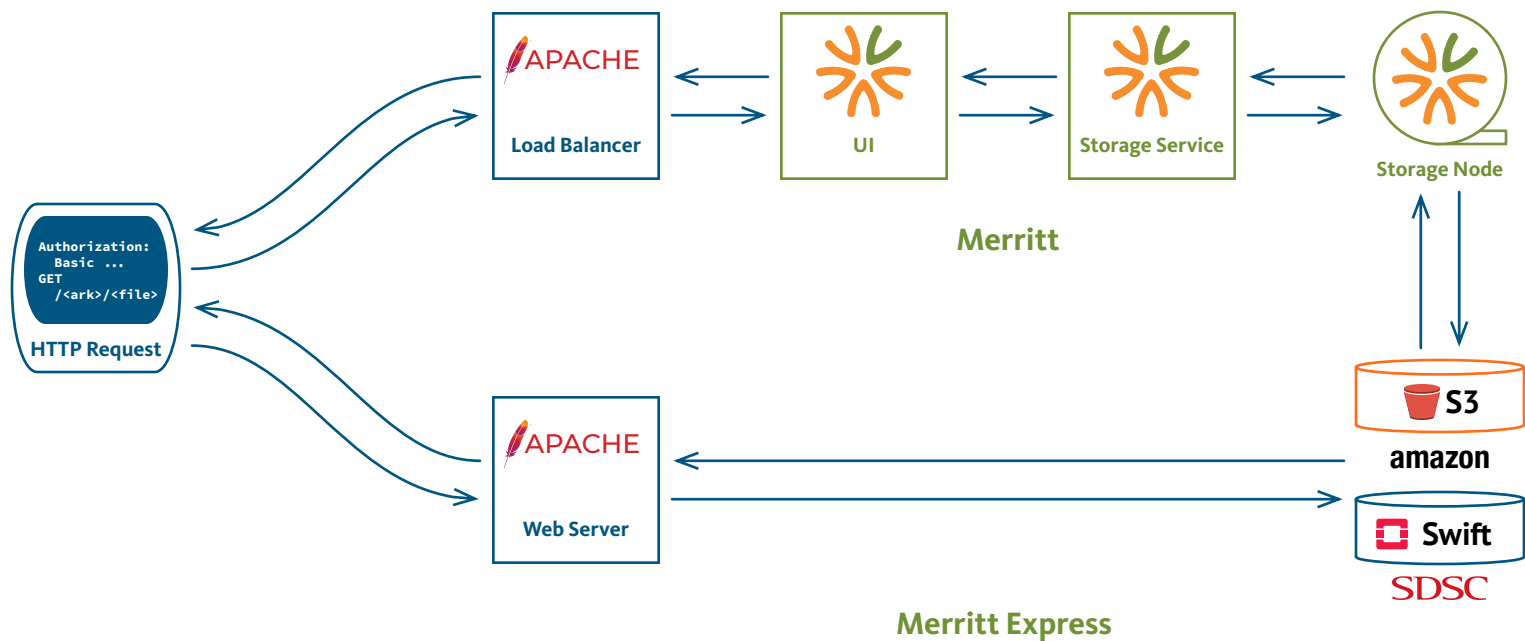 APACHE
Load Balancer
UI
Storage Service
Storage Node
Merritt
Authorization:
Basic ...
GET
/<ark>/<file>
HTTP Request
APACHE
Web Server
S3
amazon
Swift
SDSC
Merritt Express